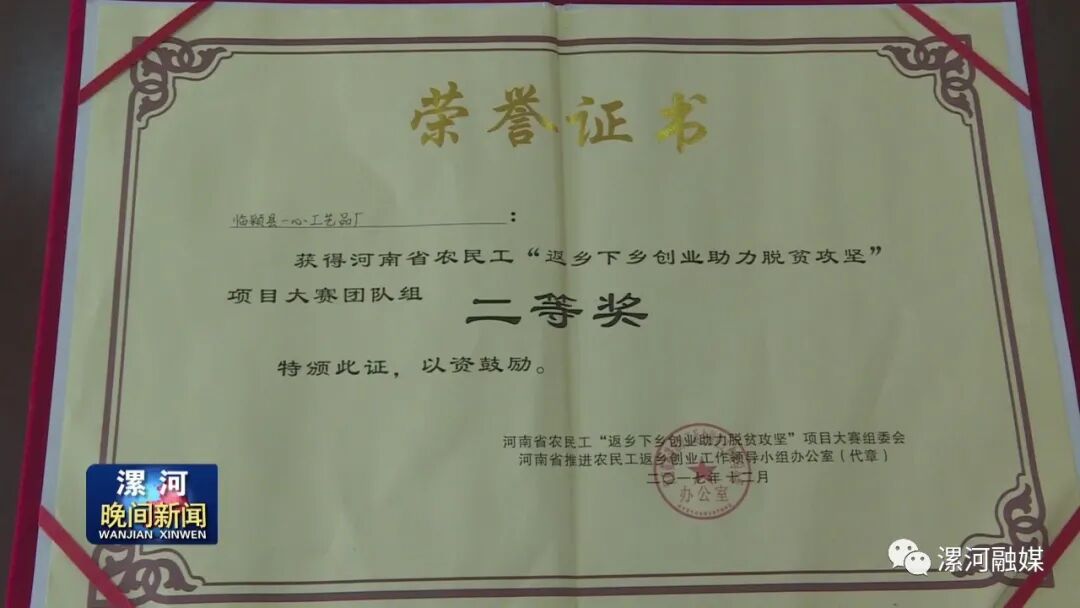 荣誉证书
临颍县一心工艺品厂：
获得河南省农民工“返乡下乡创业助力脱贫攻坚”
项目大赛团队组 二等奖
特颁此证，以资鼓励。
河南省农民工“返乡下乡创业助力脱贫攻坚”项目大赛组委会
河南省推进农民工返乡创业工作领导小组办公室（代章）
二〇一七年十二月
办公室
漯河
晚间新闻
WANJIAN XINWEN
漯河融媒